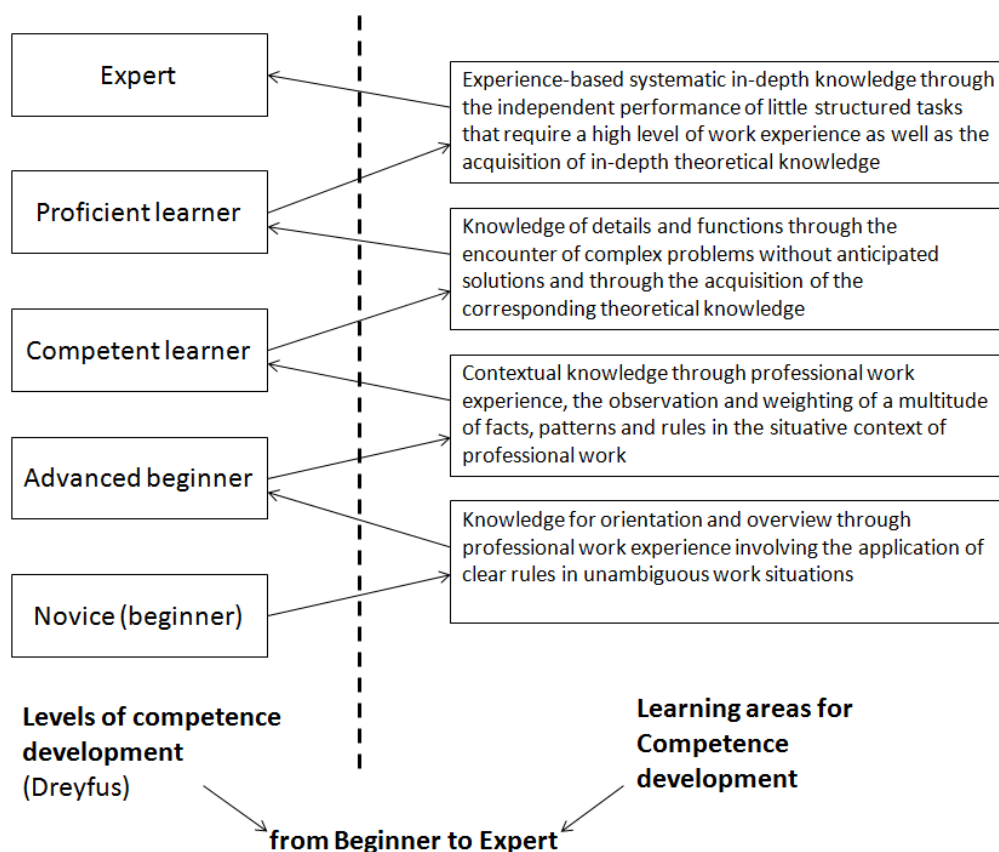 Expert
Experience-based systematic in-depth knowledge through
the independent performance of little structured tasks
that require a high level of work experience as well as the
acquisition of in-depth theoretical knowledge
Proficient learner
Knowledge of details and functions through the
encounter of complex problems without anticipated
solutions and through the acquisition of the
corresponding theoretical knowledge
Competent learner
Contextual knowledge through professional work
experience, the observation and weighting of a multitude
of facts, patterns and rules in the situative context of
professional work
Advanced beginner
Knowledge for orientation and overview through
professional work experience involving the application of
clear rules in unambiguous work situations
Novice (beginner)
Levels of competence
development
(Dreyfus)
Learning areas for
Competence
development
from Beginner to Expert